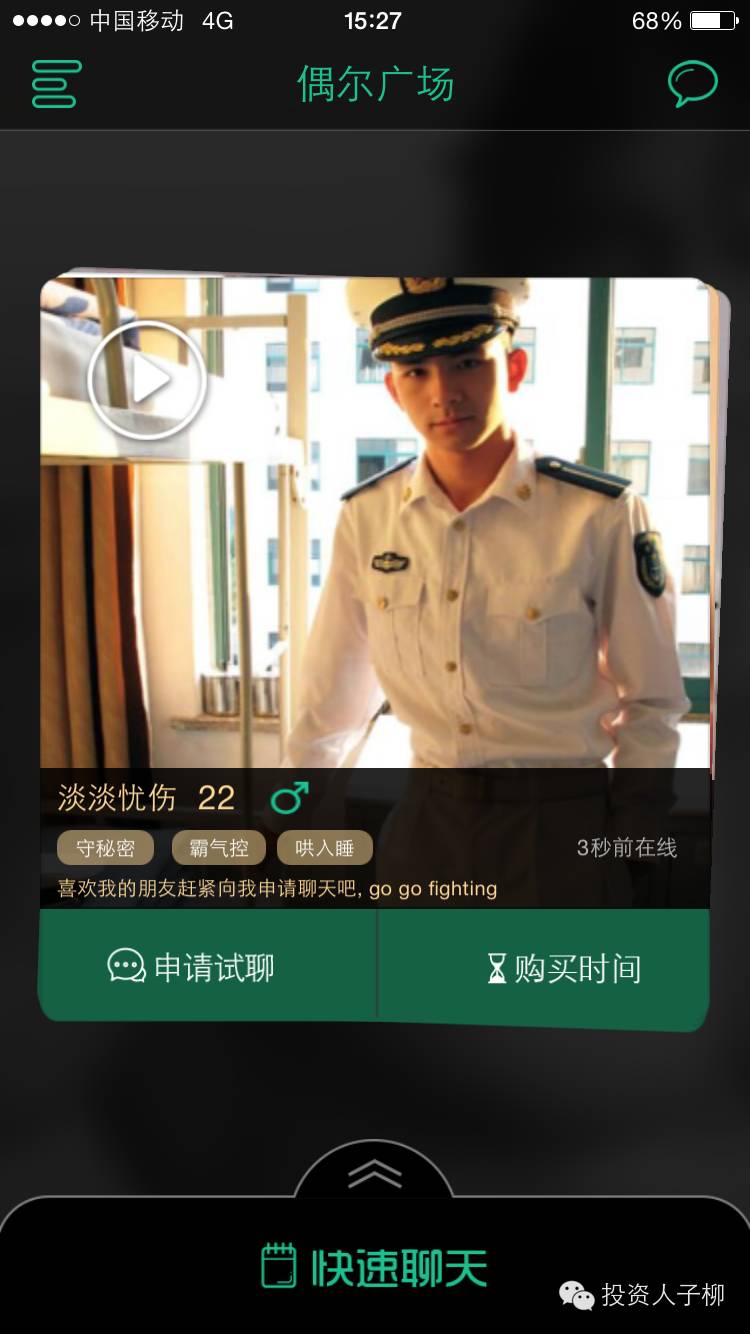 中国移动 4G 15:27 68%
偶尔广场
淡淡忧伤 22
守秘密 霸气控 哄人睡 3秒前在线
喜欢我的朋友赶紧向我申请聊天吧, go go fighting
申请试聊 购买时间
快速聊天
投资人子柳